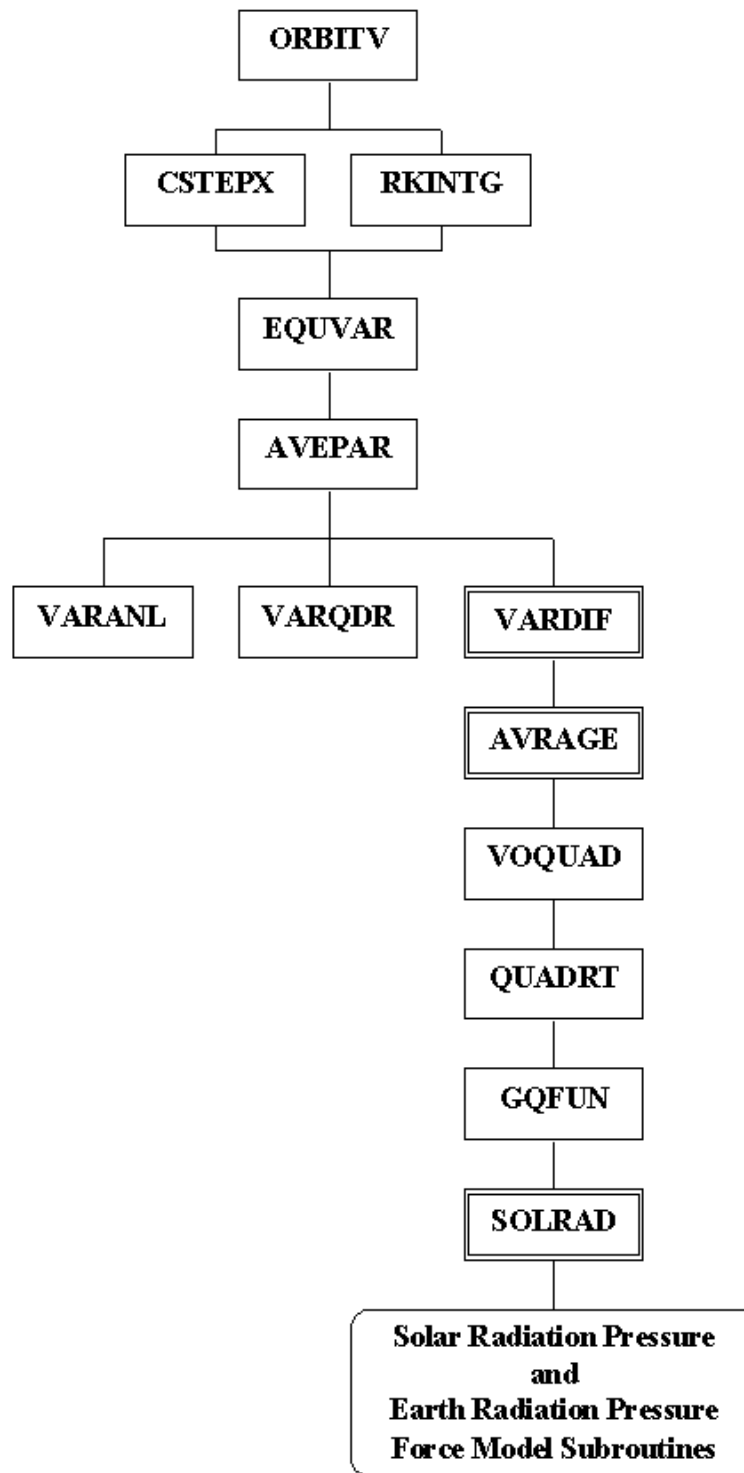 ORBITV
CSTEPX
RKINTG
EQUVAR
AVEPAR
VARANL
VARQDR
VARDIF
AVRAGE
VOQUAD
QUADRT
GQFUN
SOLRAD
Solar Radiation Pressure
and
Earth Radiation Pressure
Force Model Subroutines